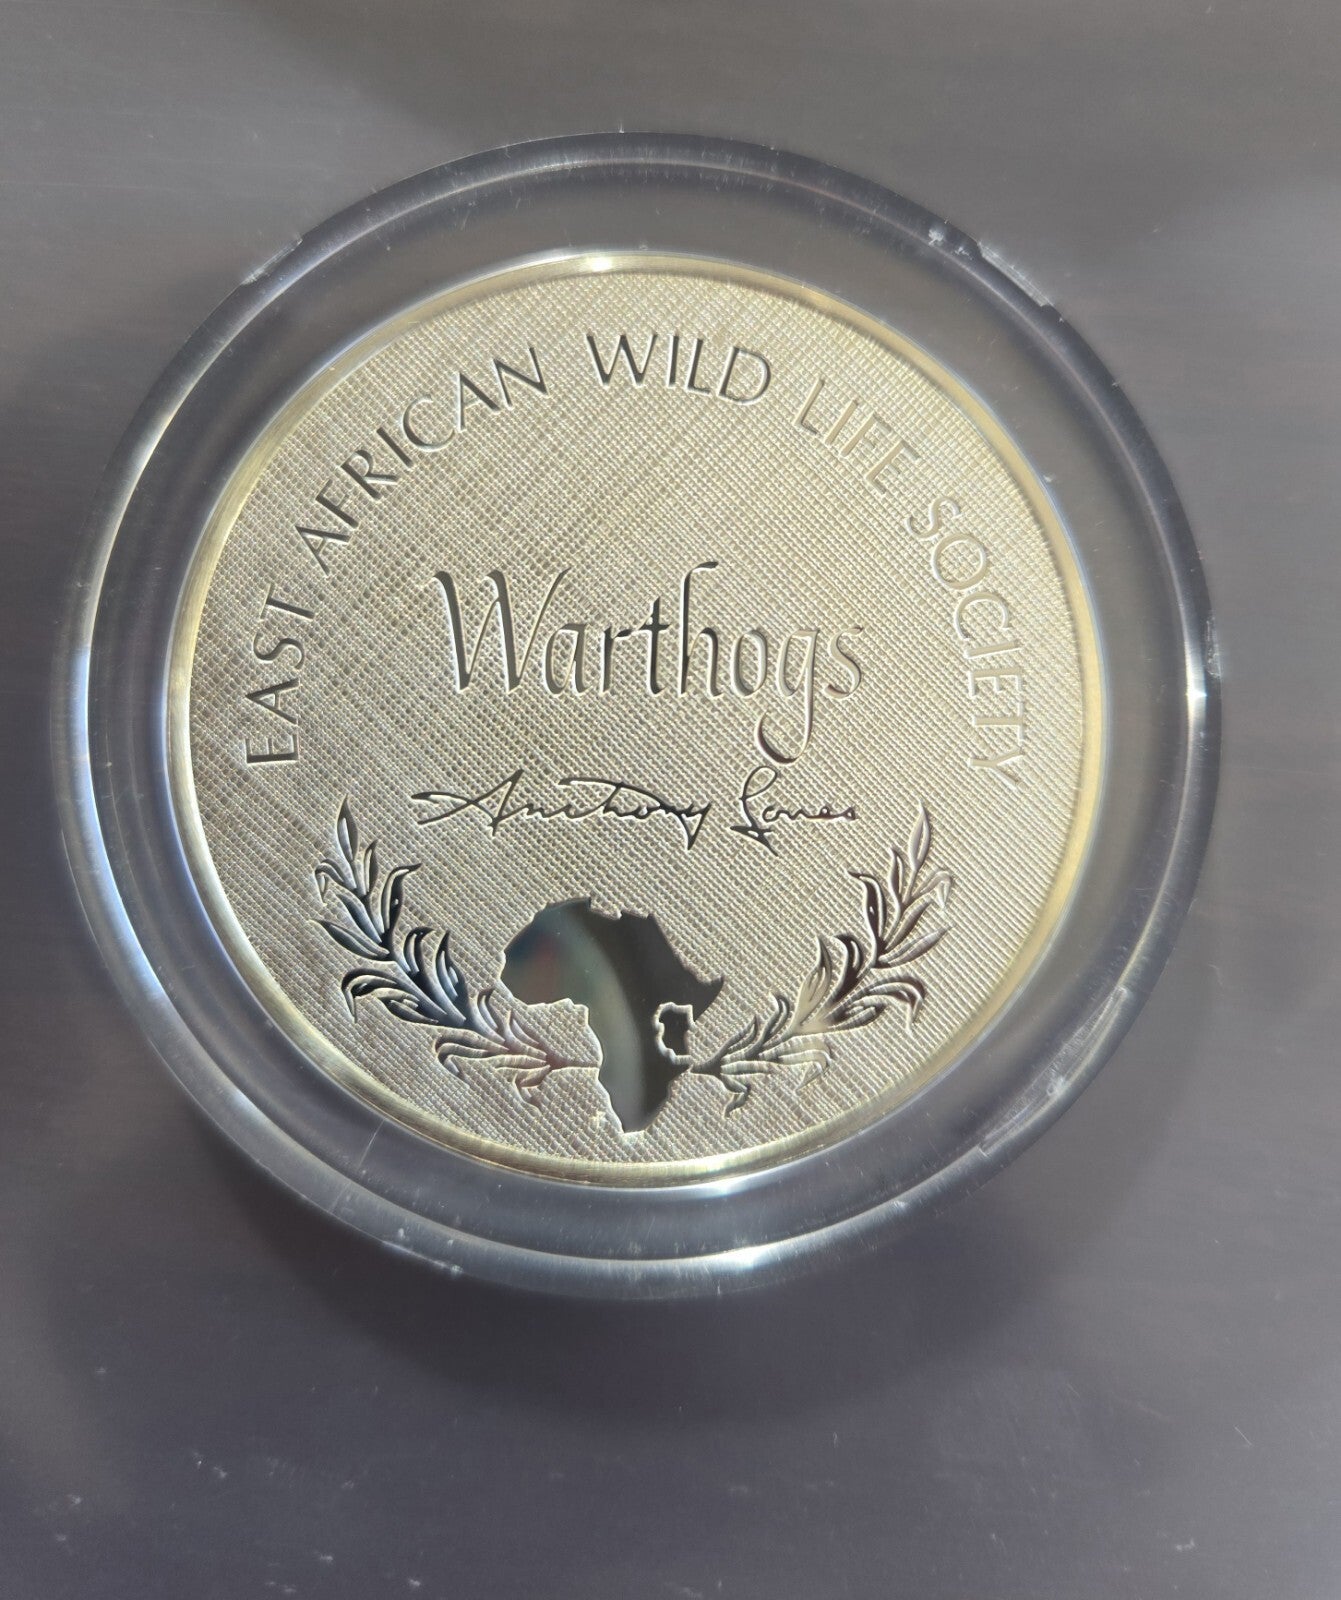 EAST AFRICAN WILD LIFE SOCIETY
Warthogs
Anthony Jones